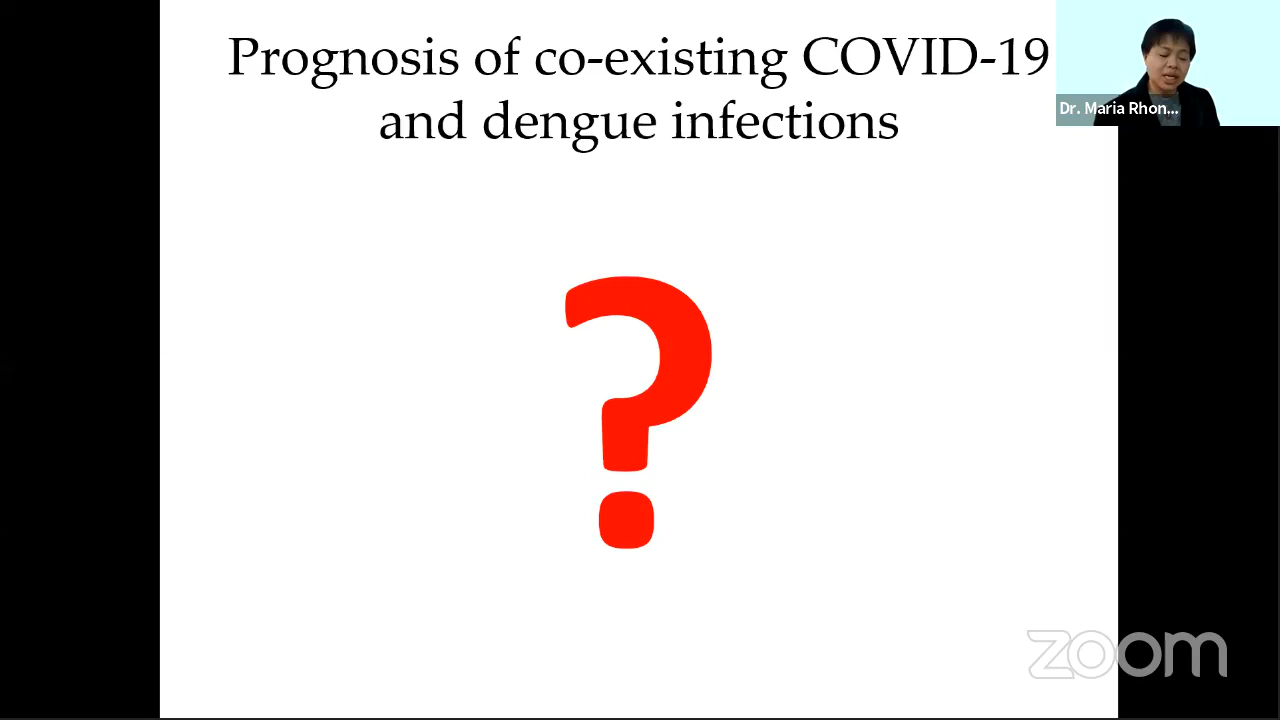 Prognosis of co-existing COVID-19
and dengue infections
Dr. Maria Rhon...
?
zoom